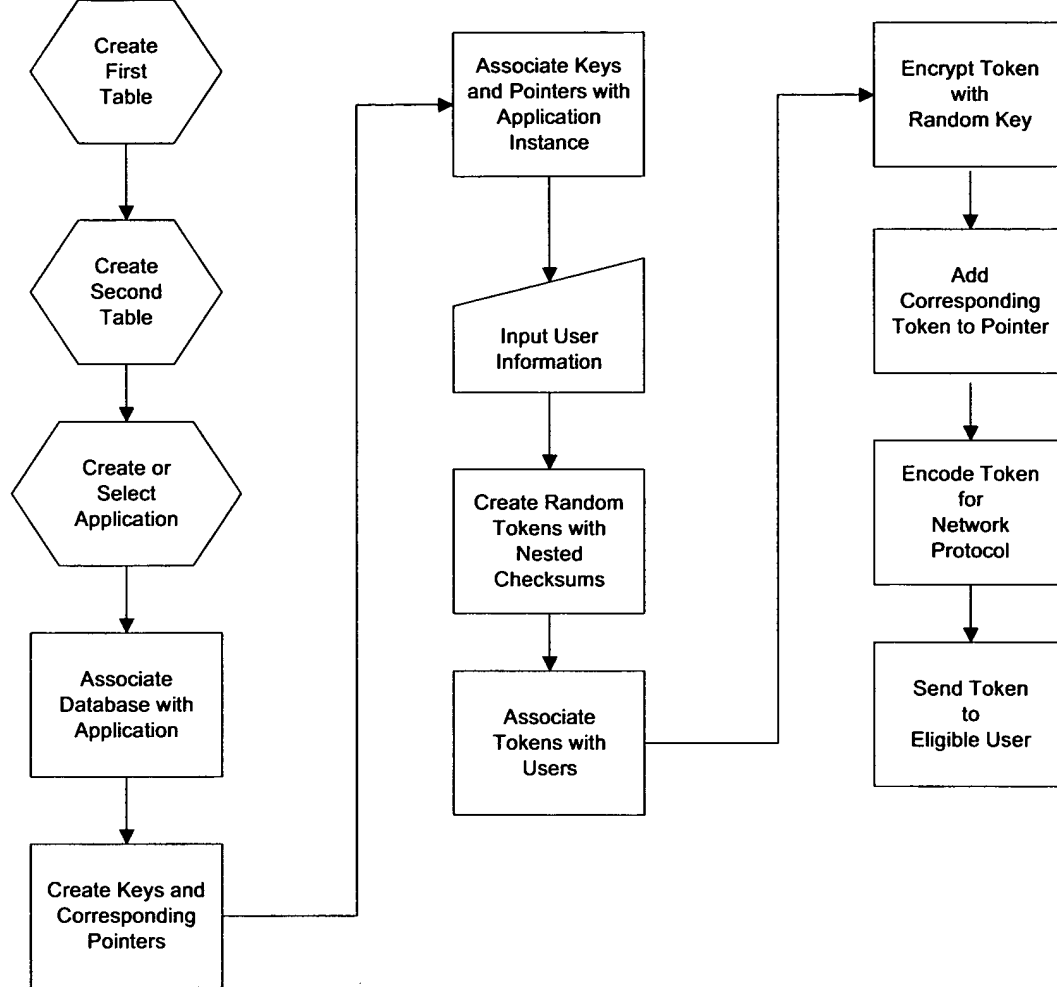 Create
First
Table
Create
Second
Table
Create or
Select
Application
Associate
Database with
Application
Create Keys and
Corresponding
Pointers
Associate Keys
and Pointers with
Application
Instance
Input User
Information
Create Random
Tokens with
Nested
Checksums
Associate
Tokens with
Users
Encrypt Token
with
Random Key
Add
Corresponding
Token to Pointer
Encode Token
for
Network
Protocol
Send Token
to
Eligible User